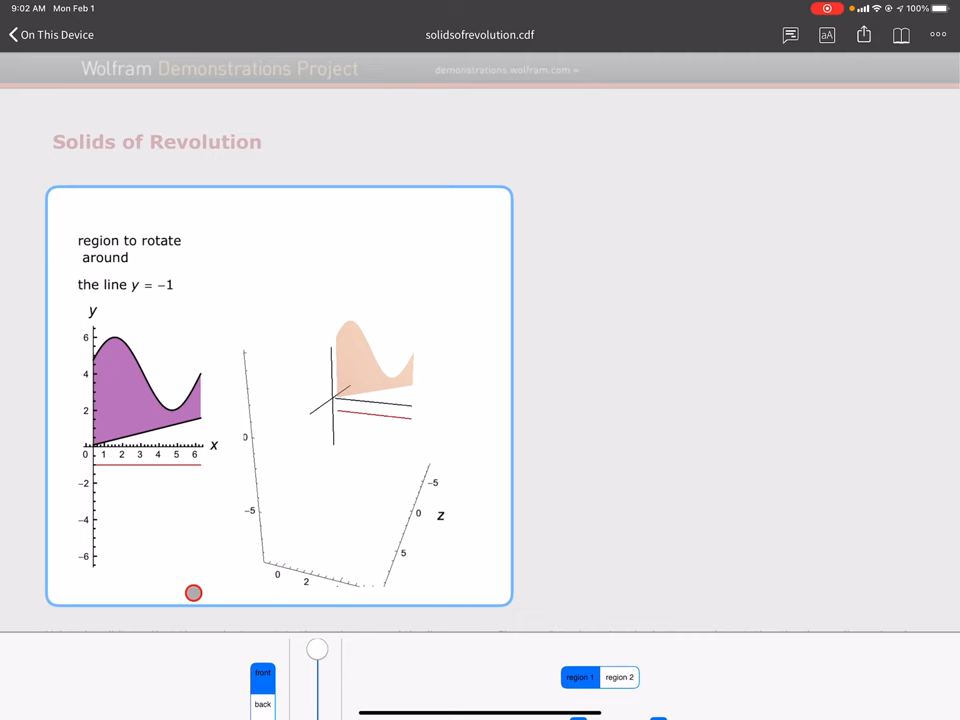 9:02 AM Mon Feb 1 100%
On This Device solidsofrevolution.cdf AA
Wolfram Demonstrations Project demonstrations.wolfram.com »
Solids of Revolution
region to rotate
around
the line y = −1
y
6
4
2
0 1 2 3 4 5 6 x
−2
−4
−6
0
−5
0 2
−5
0 z
5
front
back
region 1 region 2